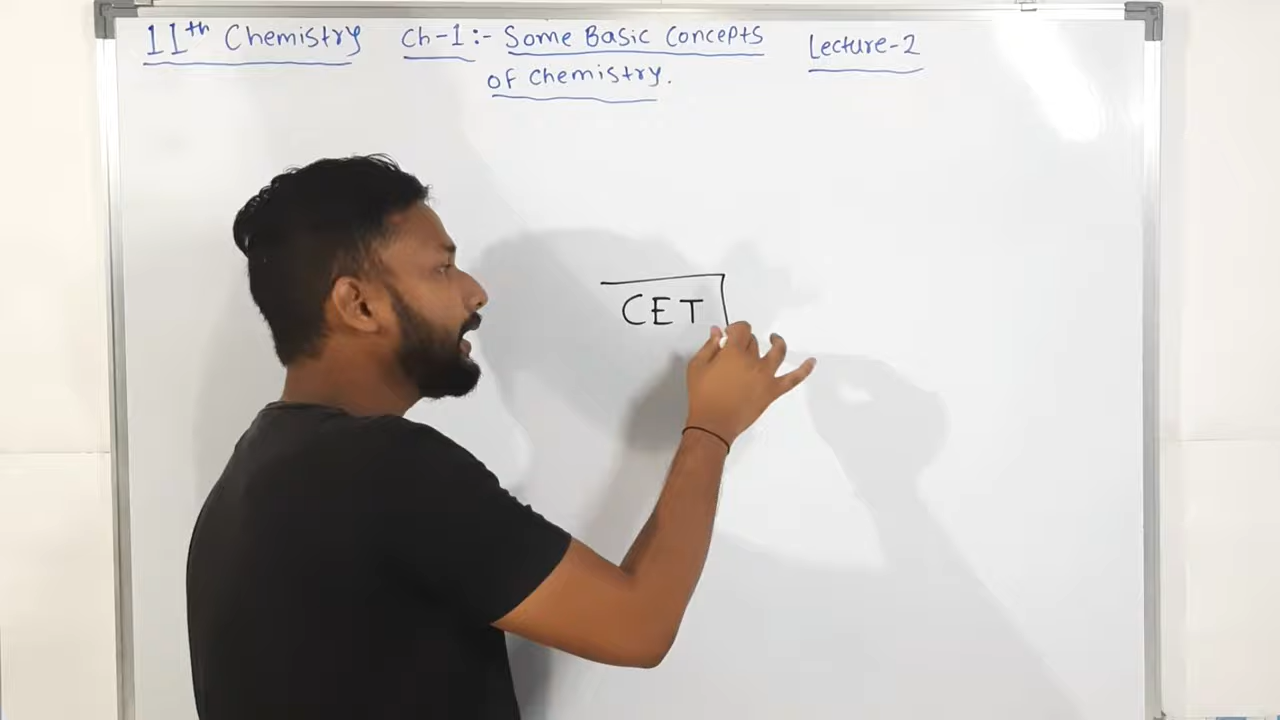 11th Chemistry Ch-1:- Some Basic Concepts Lecture-2
of Chemistry.
CET